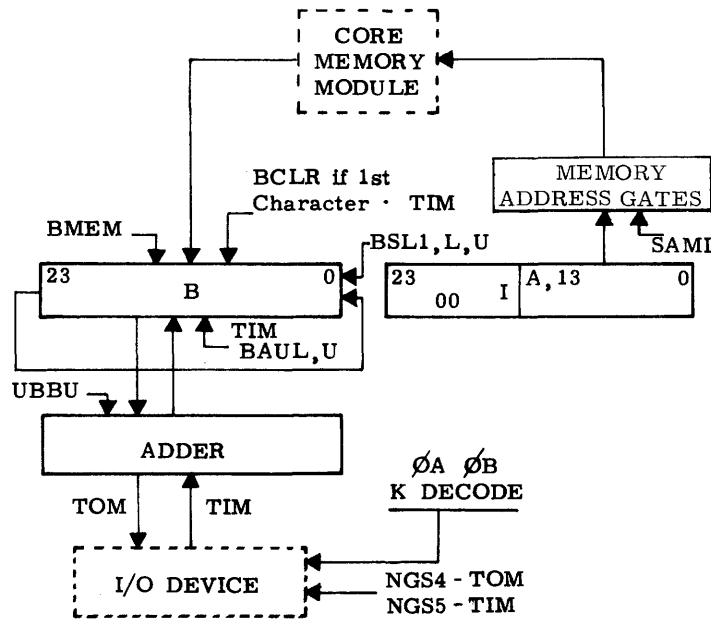 CORE
MEMORY
MODULE
MEMORY
ADDRESS GATES
BCLR if 1st
Character · TIM
BMEM
BSL1, L, U
SAMI
23 B 0
23 00 I A, 13 0
TIM
BAUL, U
UBBU
ADDER
ØA ØB
K DECODE
TOM
TIM
I/O DEVICE
NGS4 - TOM
NGS5 - TIM